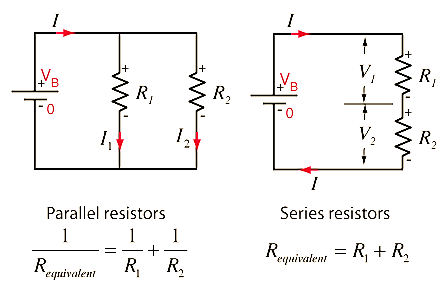 I
V_B
+
- 0
+
R_1
-
+
R_2
-
I_1
I_2
Parallel resistors
1/R_equivalent = 1/R_1 + 1/R_2
I
V_B
+
- 0
V_1
+
R_1
-
V_2
+
R_2
-
I
Series resistors
R_equivalent = R_1 + R_2